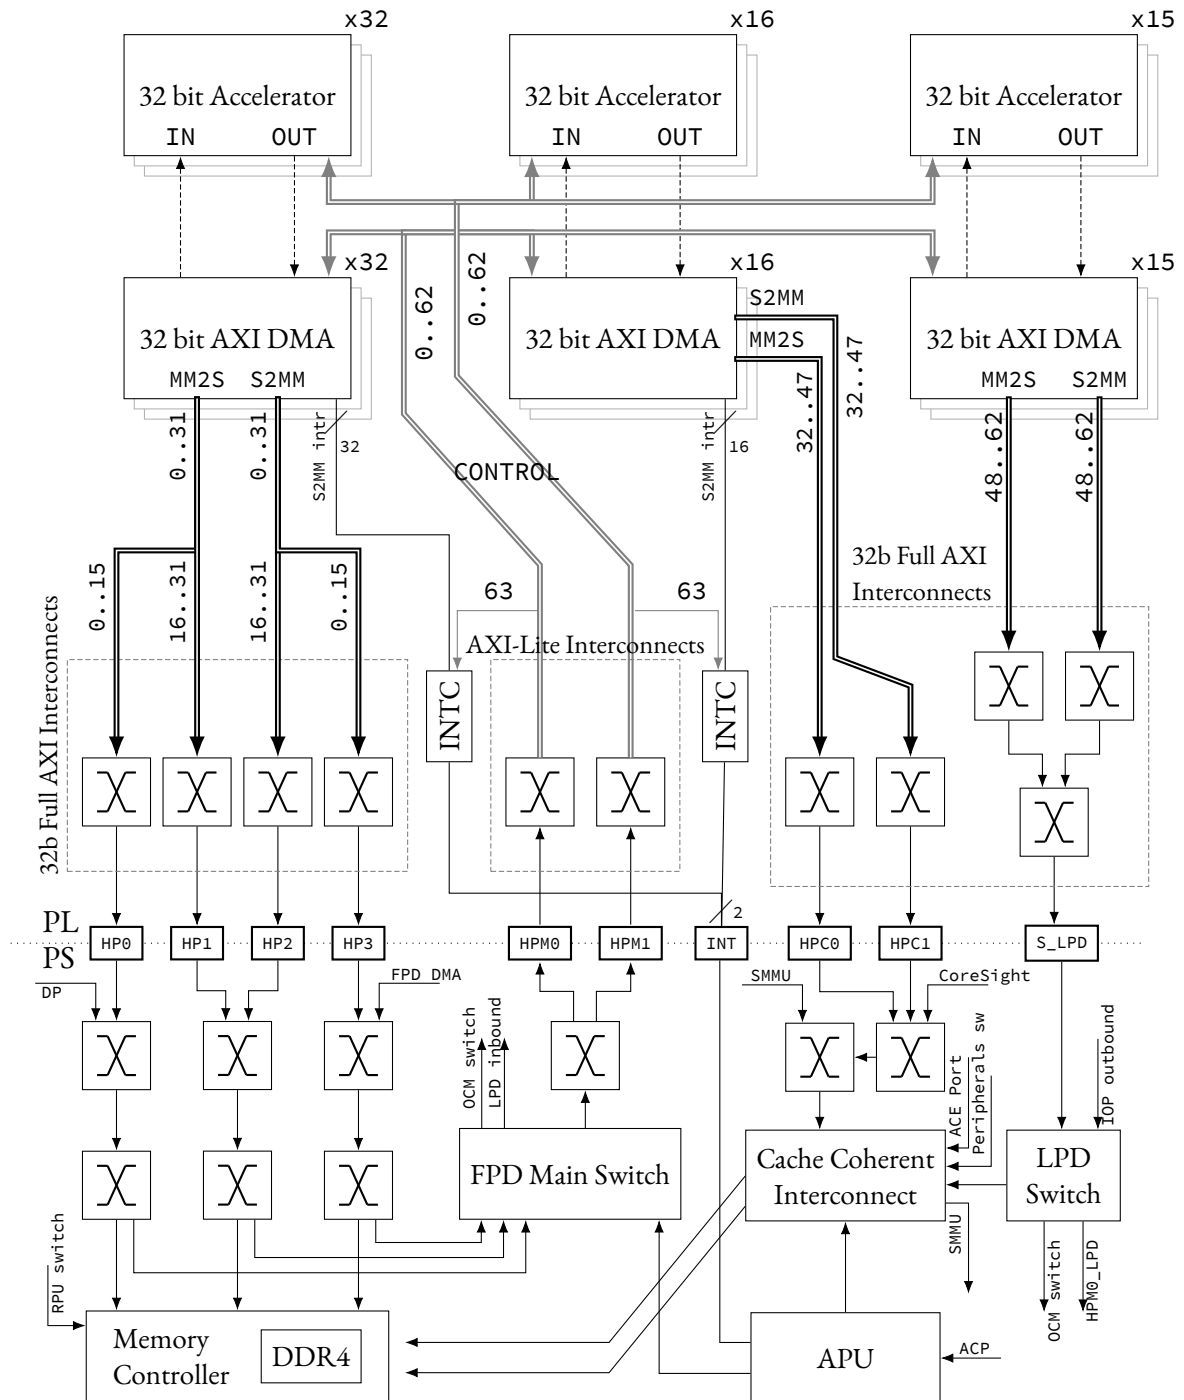 x32
x16
x15
32 bit Accelerator
IN OUT
32 bit Accelerator
IN OUT
32 bit Accelerator
IN OUT
x32
x16
x15
32 bit AXI DMA
MM2S S2MM
0..62
0..62
32 bit AXI DMA
S2MM
MM2S
32 bit AXI DMA
MM2S S2MM
0..31
0..31
S2MM intr
32
CONTROL
S2MM intr
16
32..47
32..47
48..62
48..62
0..15
16..31
16..31
0..15
63
63
32b Full AXI
Interconnects
AXI-Lite Interconnects
32b Full AXI Interconnects
INTC
INTC
2
PL
PS
HP0
HP1
HP2
HP3
HPM0
HPM1
INT
HPC0
HPC1
S_LPD
DP
FPD DMA
SMMU
CoreSight
OCM switch
LPD inbound
ACE Port
Peripherals sw
IOP outbound
FPD Main Switch
Cache Coherent
Interconnect
LPD
Switch
RPU switch
SMMU
OCM switch
HPM0_LPD
Memory
Controller
DDR4
APU
ACP